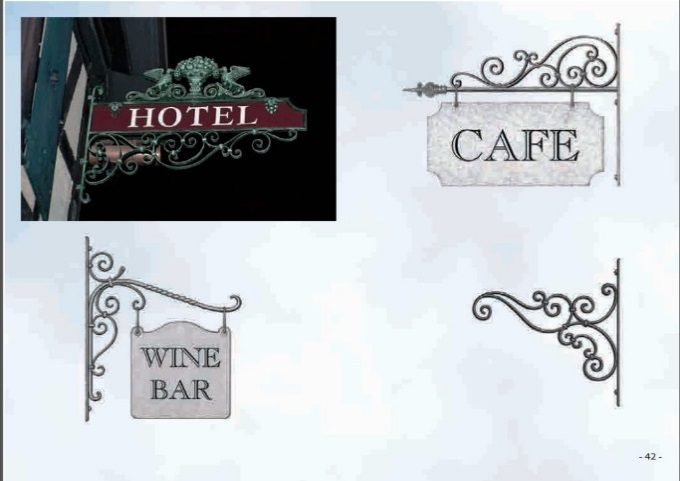 HOTEL
CAFE
WINE
BAR
- 42 -